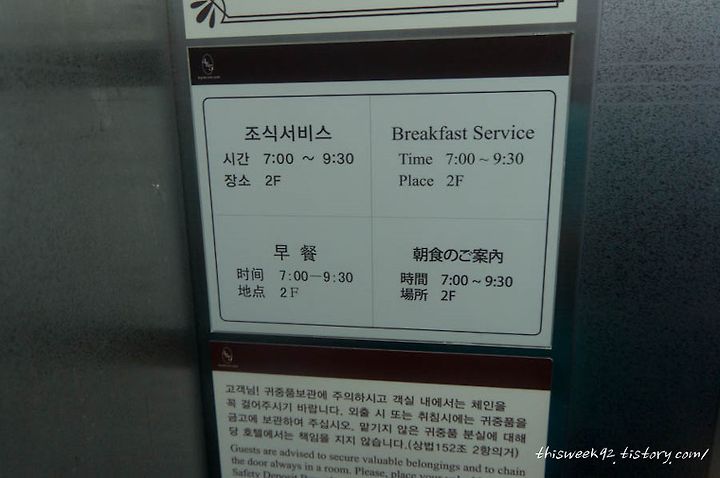 조식서비스
시간 7:00 ~ 9:30
장소 2F
Breakfast Service
Time 7:00 ~ 9:30
Place 2F
早 餐
时间 7:00—9:30
地点 2F
朝食のご案內
時間 7:00 ~ 9:30
場所 2F
고객님! 귀중품보관에 주의하시고 객실 내에서는 체인을
꼭 걸어주시기 바랍니다. 외출 시 또는 취침시에는 귀중품을
금고에 보관하여 주십시오. 맡기지 않은 귀중품 분실에 대해
당 호텔에서는 책임을 지지 않습니다.(상법152조 2항의거)
Guests are advised to secure valuable belongings and to chain
the door always in a room. Please, place your
Safety Deposit
thisweek92.tistory.com/